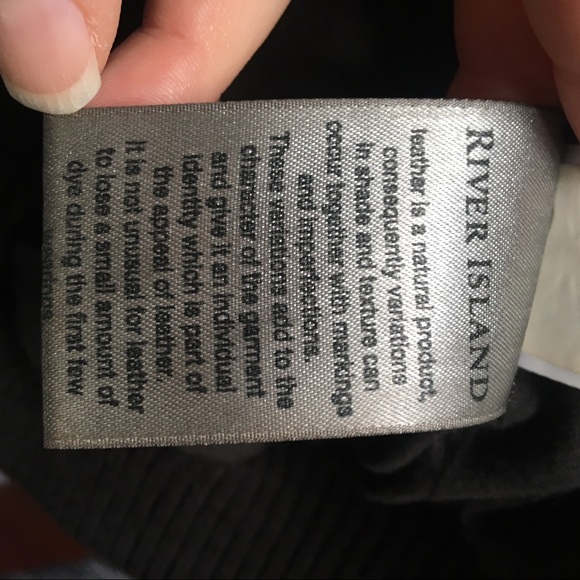 RIVER ISLAND
leather is a natural product,
consequently variations
in shade and texture can
occur together with markings
and imperfections.
These variations add to the
character of the garment
and give it an individual
identity which is part of
the appeal of leather.
It is not unusual for leather
to lose a small amount of
dye during the first few